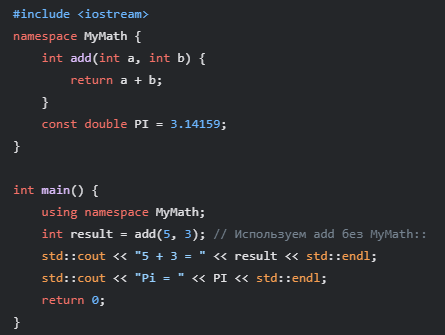 #include <iostream>
namespace MyMath {
    int add(int a, int b) {
        return a + b;
    }
    const double PI = 3.14159;
}

int main() {
    using namespace MyMath;
    int result = add(5, 3); // Используем add без MyMath::
    std::cout << "5 + 3 = " << result << std::endl;
    std::cout << "Pi = " << PI << std::endl;
    return 0;
}